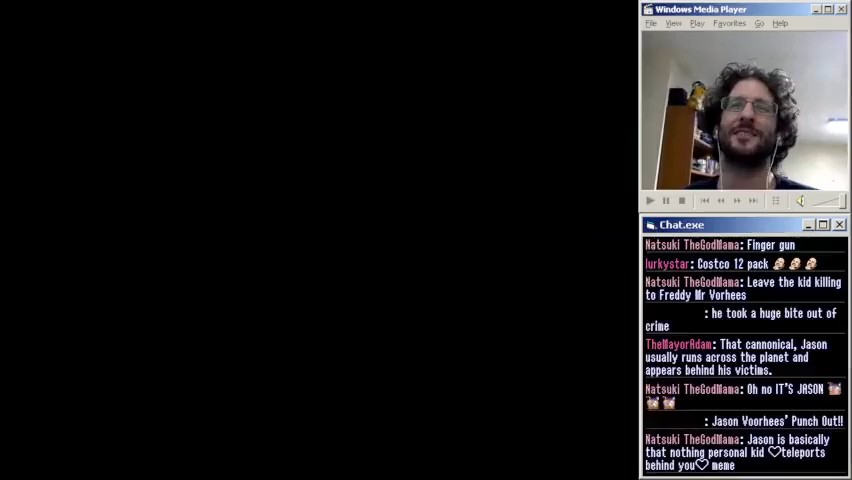 Windows Media Player
File View Play Favorites Go Help
Chat.exe
Natsuki TheGodMama: Finger gun
lurkystar: Costco 12 pack
Natsuki TheGodMama: Leave the kid killing
to Freddy Mr Vorhees
: he took a huge bite out of
crime
TheMayorAdam: That cannonical, Jason
usually runs across the planet and
appears behind his victims.
Natsuki TheGodMama: Oh no IT'S JASON
: Jason Voorhees' Punch Out!!
Natsuki TheGodMama: Jason is basically
that nothing personal kid ♡teleports
behind you♡ meme